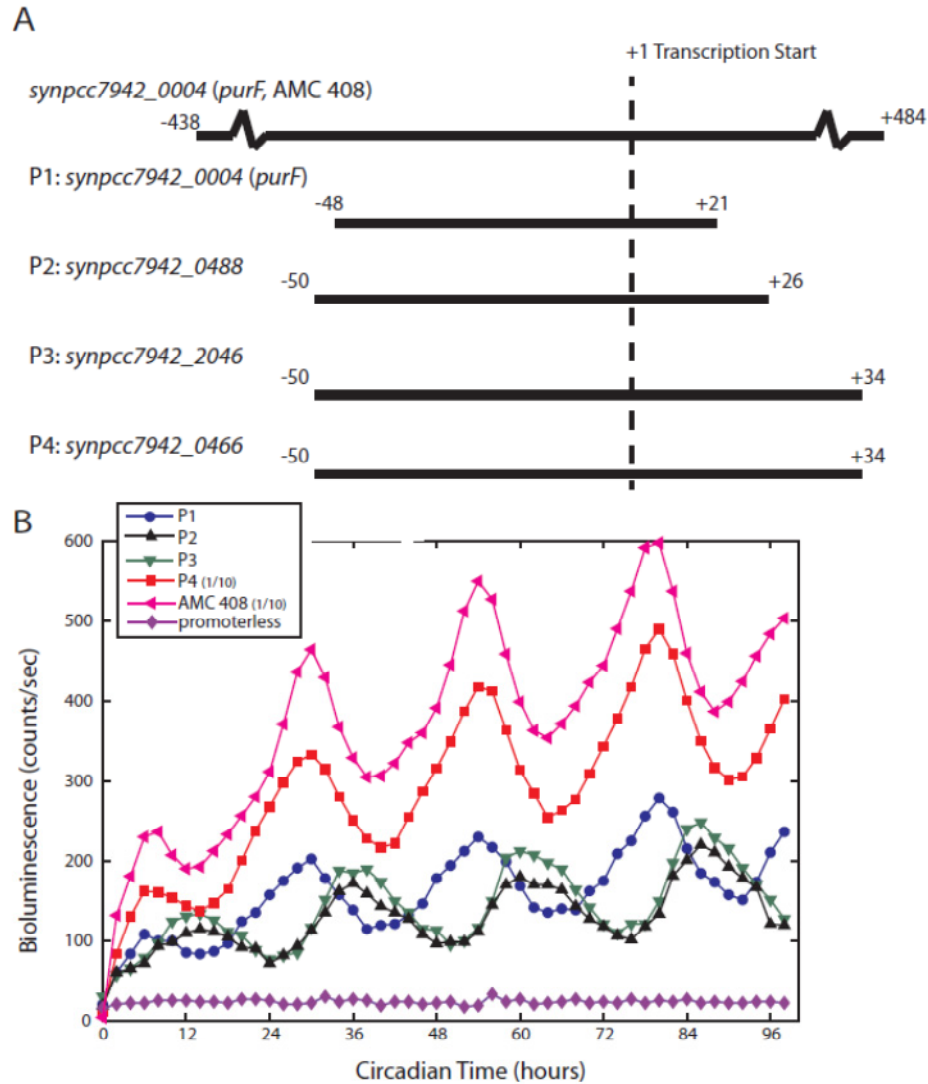 A
+1 Transcription Start
synpcc7942_0004 (purF, AMC 408)
-438
+484
P1: synpcc7942_0004 (purF)
-48
+21
P2: synpcc7942_0488
-50
+26
P3: synpcc7942_2046
-50
+34
P4: synpcc7942_0466
-50
+34
B
P1
P2
P3
P4 (1/10)
AMC 408 (1/10)
promoterless
600
500
400
300
200
100
0
Bioluminescence (counts/sec)
0 12 24 36 48 60 72 84 96
Circadian Time (hours)